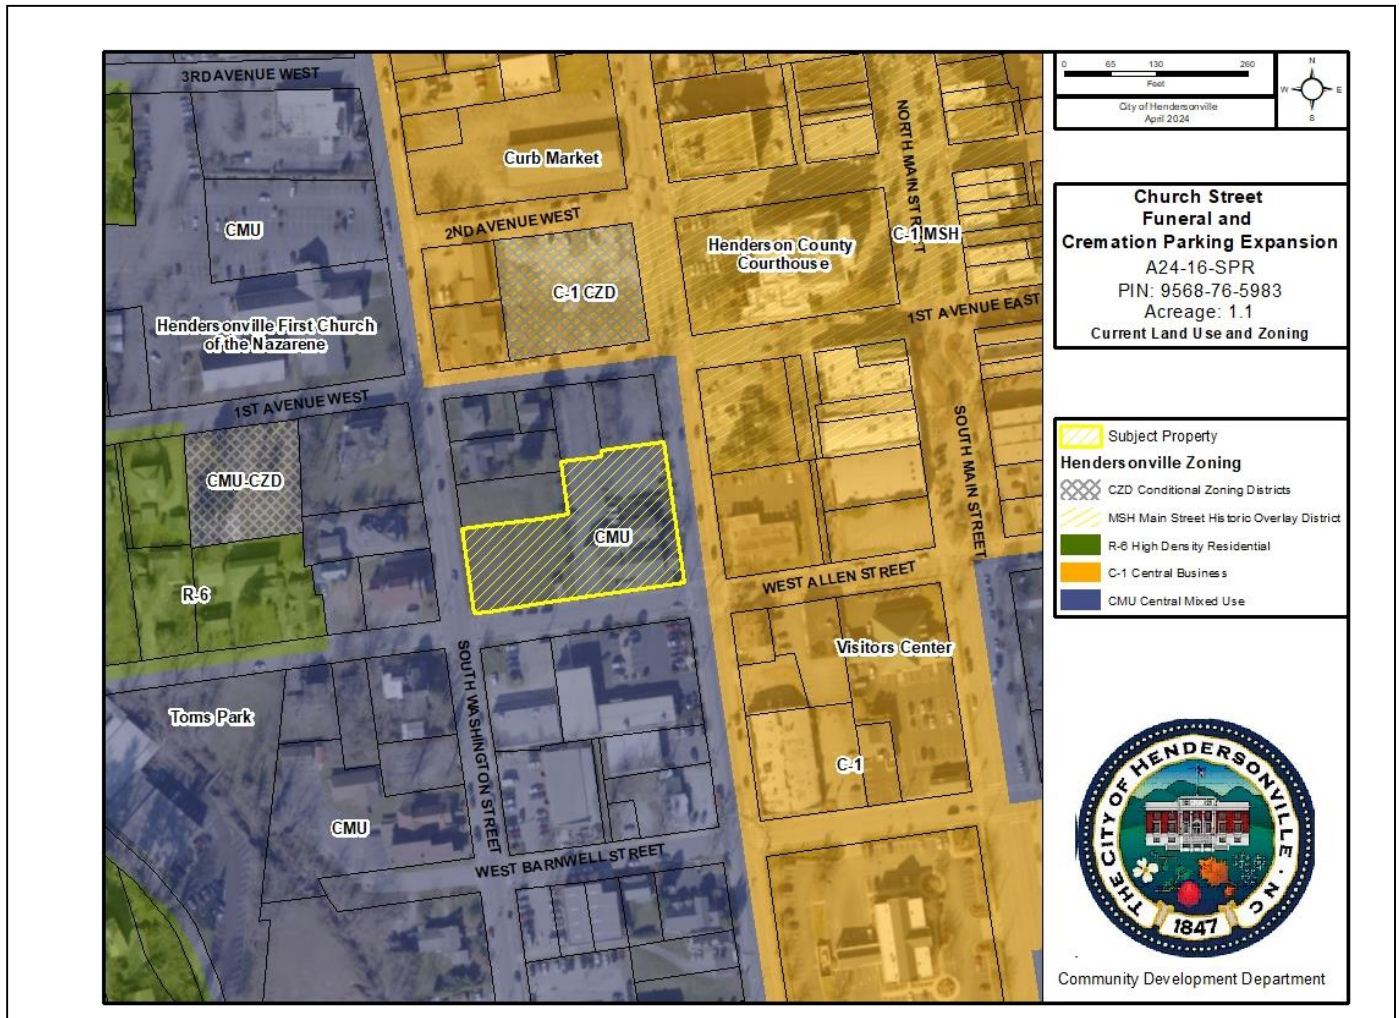 3RD AVENUE WEST
Curb Market
NORTH MAIN STREET
CMU
2ND AVENUE WEST
Henderson County
Courthouse
C-1 MSH
C-1 CZD
1ST AVENUE EAST
Hendersonville First Church
of the Nazarene
1ST AVENUE WEST
SOUTH MAIN STREET
CMU-CZD
CMU
R-6
WEST ALLEN STREET
Visitors Center
SOUTH WASHINGTON STREET
Toms Park
C-1
CMU
WEST BARNWELL STREET
0 65 130 260
Feet
N
W E
S
City of Hendersonville
April 2024
Church Street
Funeral and
Cremation Parking Expansion
A24-16-SPR
PIN: 9568-76-5983
Acreage: 1.1
Current Land Use and Zoning
Subject Property
Hendersonville Zoning
CZD Conditional Zoning Districts
MSH Main Street Historic Overlay District
R-6 High Density Residential
C-1 Central Business
CMU Central Mixed Use
THE CITY OF HENDERSONVILLE · NC
1847
Community Development Department